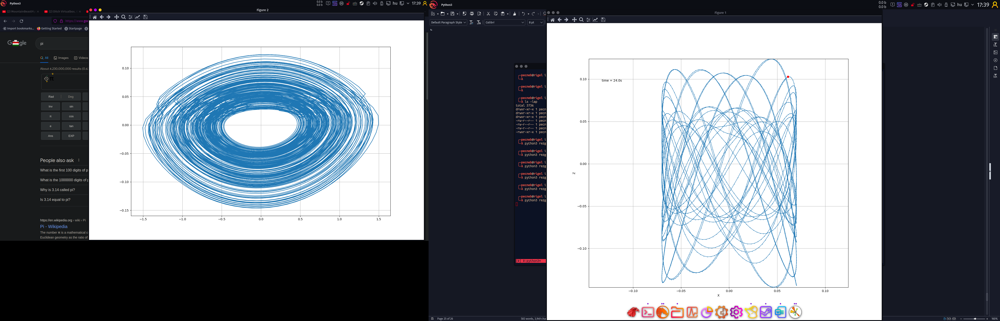 Python3
0.0 b
0.0 b
hu
17:39
(2) MountainBeastMy
(2) Ditch Virtualbox,
https://www.goo
Import bookmarks...
Getting Started
Startpage
Google
pi
All
Images
Videos
About 4,230,000,000 results (0.6
π
Rad
Deg
Inv
sin
π
cos
e
tan
Ans
EXP
People also ask
What is the first 100 digits of p
What is the 1000000 digits of p
Why is 3.14 called pi?
Is 3.14 equal to pi?
https://en.wikipedia.org › wiki › Pi
Pi - Wikipedia
The number π is a mathematical c
Euclidean geometry as the ratio of
Figure 2
0.10
0.05
0.00
−0.05
−0.10
−0.15
−1.5
−1.0
−0.5
0.0
0.5
1.0
1.5
Python3
0.0 b
0.0 b
hu
17:39
Default Paragraph Style
Calibri
8 pt
pecneb@rigel i
λ
pecneb@rigel i
λ
pecneb@rigel i
λ ls -lap
total 3736
drwxr-xr-x 1 pecn
drwxr-xr-x 1 pecn
drwxr-xr-x 1 pecn
-rw-r--r-- 1 pecn
-rw-r--r-- 1 pecn
-rw-r--r-- 1 pecn
-rwxr-xr-x 1 pecn
pecneb@rigel i
λ python3 rezg
pecneb@rigel i
λ python3 rezg
pecneb@rigel i
λ python3 rezg
pecneb@rigel i
λ python3 rezg
pecneb@rigel i
λ python3 rezg
pecneb@rigel i
λ python3 rezg
[0] 0:python3*
Figure 1
time = 24.0s
0.10
0.05
0.00
−0.05
−0.10
Z
−0.10
−0.05
0.00
0.05
0.10
X
Page 25 of 26
583 words, 3,949 cha
160%